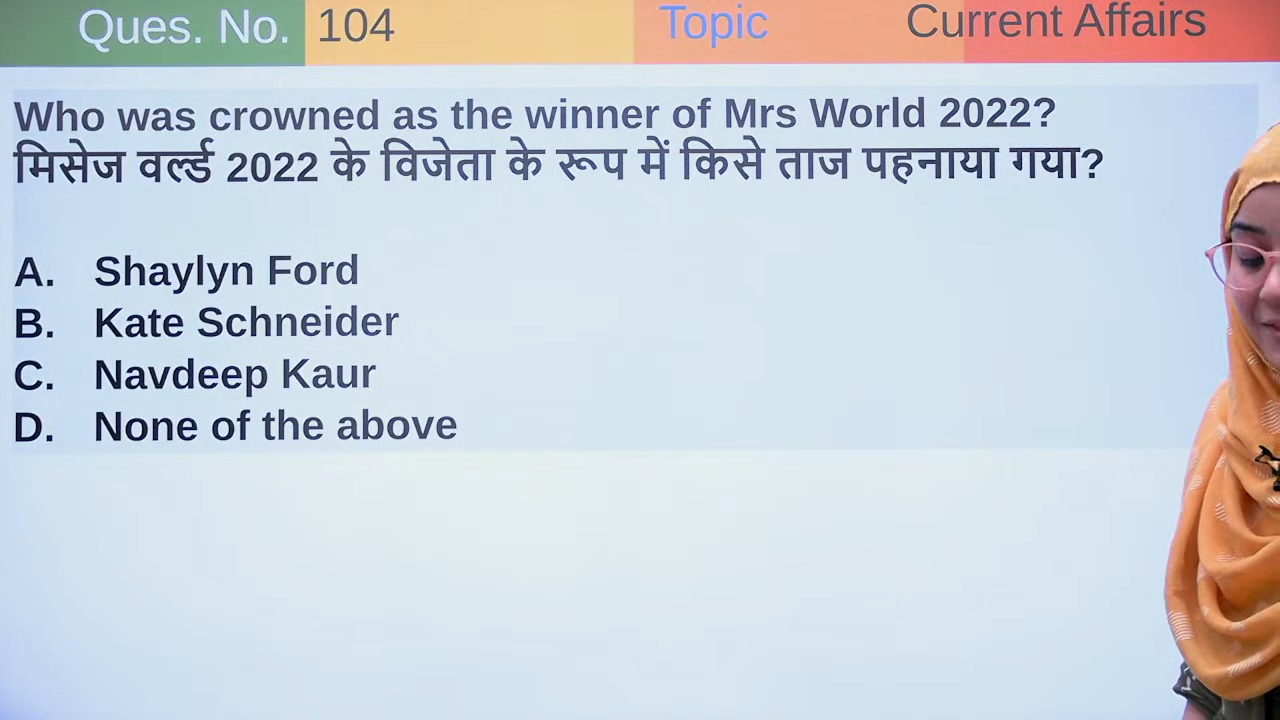 Ques. No. 104 Topic Current Affairs
Who was crowned as the winner of Mrs World 2022?
मिसेज वर्ल्ड 2022 के विजेता के रूप में किसे ताज पहनाया गया?
A. Shaylyn Ford
B. Kate Schneider
C. Navdeep Kaur
D. None of the above